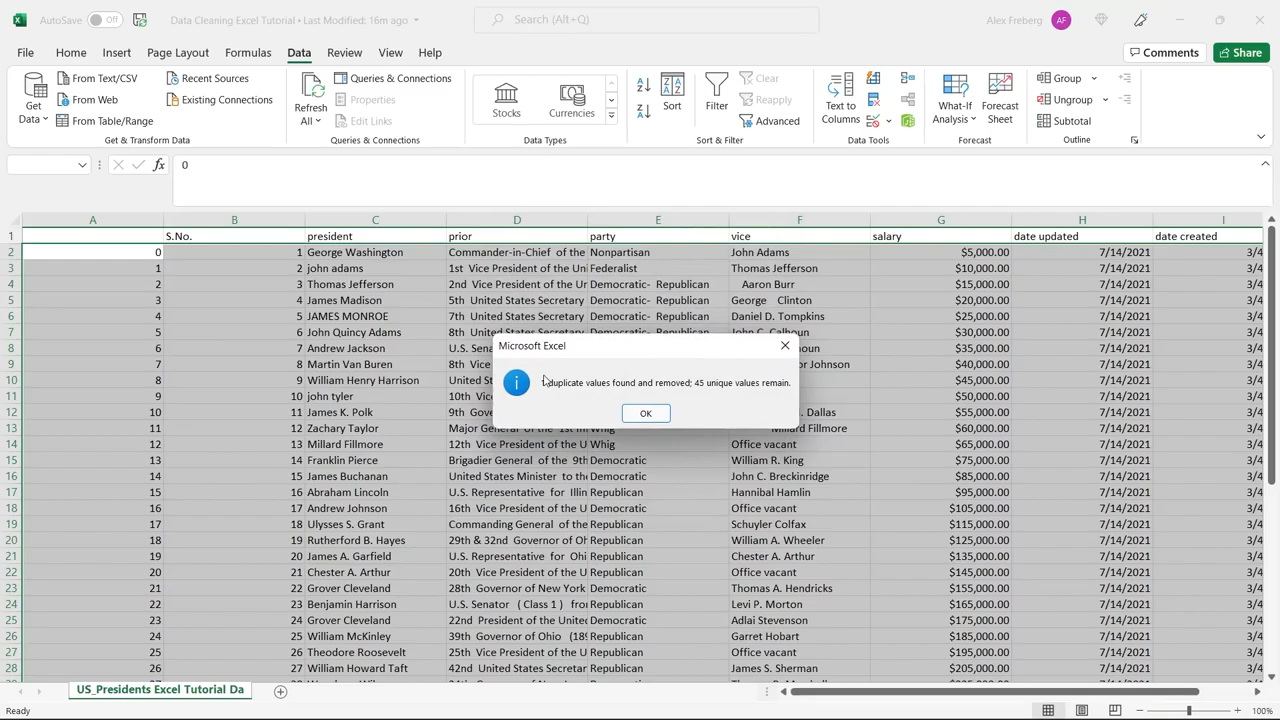 AutoSave Off Data Cleaning Excel Tutorial • Last Modified: 16m ago Search (Alt+Q) Alex Freberg AF
File Home Insert Page Layout Formulas Data Review View Help Comments Share
Get Data From Text/CSV From Web From Table/Range Recent Sources Existing Connections
Get & Transform Data
Refresh All Queries & Connections Properties Edit Links
Queries & Connections
Stocks Currencies
Data Types
Sort Filter Clear Reapply Advanced
Sort & Filter
Text to Columns
Data Tools
What-If Analysis Forecast Sheet
Forecast
Group Ungroup Subtotal
Outline
fx 0
A B C D E F G H I
1 S.No. president prior party vice salary date updated date created
2 0 1 George Washington Commander-in-Chief of the Nonpartisan John Adams $5,000.00 7/14/2021 3/4
3 1 2 john adams 1st Vice President of the Uni Federalist Thomas Jefferson $10,000.00 7/14/2021 3/4
4 2 3 Thomas Jefferson 2nd Vice President of the Un Democratic- Republican Aaron Burr $15,000.00 7/14/2021 3/4
5 3 4 James Madison 5th United States Secretary Democratic- Republican George Clinton $20,000.00 7/14/2021 3/4
6 4 5 JAMES MONROE 7th United States Secretary Democratic- Republican Daniel D. Tompkins $25,000.00 7/14/2021 3/4
7 5 6 John Quincy Adams 8th United States Secretary Democratic- Republican John C. Calhoun $30,000.00 7/14/2021 3/4
8 6 7 Andrew Jackson U.S. Sena houn $35,000.00 7/14/2021 3/4
9 7 8 Martin Van Buren 8th Vice or Johnson $40,000.00 7/14/2021 3/4
10 8 9 William Henry Harrison United St $45,000.00 7/14/2021 3/4
11 9 10 john tyler 10th Vic $50,000.00 7/14/2021 3/4
12 10 11 James K. Polk 9th Gove . Dallas $55,000.00 7/14/2021 3/4
13 11 12 Zachary Taylor Major General of the 1st Inf Whig Millard Fillmore $60,000.00 7/14/2021 3/4
14 12 13 Millard Fillmore 12th Vice President of the U Whig Office vacant $65,000.00 7/14/2021 3/4
15 13 14 Franklin Pierce Brigadier General of the 9th Democratic William R. King $75,000.00 7/14/2021 3/4
16 14 15 James Buchanan United States Minister to the Democratic John C. Breckinridge $85,000.00 7/14/2021 3/4
17 15 16 Abraham Lincoln U.S. Representative for Illin Republican Hannibal Hamlin $95,000.00 7/14/2021 3/4
18 16 17 Andrew Johnson 16th Vice President of the U Republican Office vacant $105,000.00 7/14/2021 3/4
19 17 18 Ulysses S. Grant Commanding General of the Republican Schuyler Colfax $115,000.00 7/14/2021 3/4
20 18 19 Rutherford B. Hayes 29th & 32nd Governor of Oh Republican William A. Wheeler $125,000.00 7/14/2021 3/4
21 19 20 James A. Garfield U.S. Representative for Ohi Republican Chester A. Arthur $135,000.00 7/14/2021 3/4
22 20 21 Chester A. Arthur 20th Vice President of the U Republican Office vacant $145,000.00 7/14/2021 3/4
23 21 22 Grover Cleveland 28th Governor of New York Democratic Thomas A. Hendricks $155,000.00 7/14/2021 3/4
24 22 23 Benjamin Harrison U.S. Senator ( Class 1 ) fro Republican Levi P. Morton $165,000.00 7/14/2021 3/4
25 23 24 Grover Cleveland 22nd President of the United Democratic Adlai Stevenson $175,000.00 7/14/2021 3/4
26 24 25 William McKinley 39th Governor of Ohio (189 Republican Garret Hobart $185,000.00 7/14/2021 3/4
27 25 26 Theodore Roosevelt 25th Vice President of the U Republican Office vacant $195,000.00 7/14/2021 3/4
28 26 27 William Howard Taft 42nd United States Secretar Republican James S. Sherman $205,000.00 7/14/2021 3/4
Microsoft Excel
duplicate values found and removed; 45 unique values remain.
OK
US_Presidents Excel Tutorial Da
Ready 100%